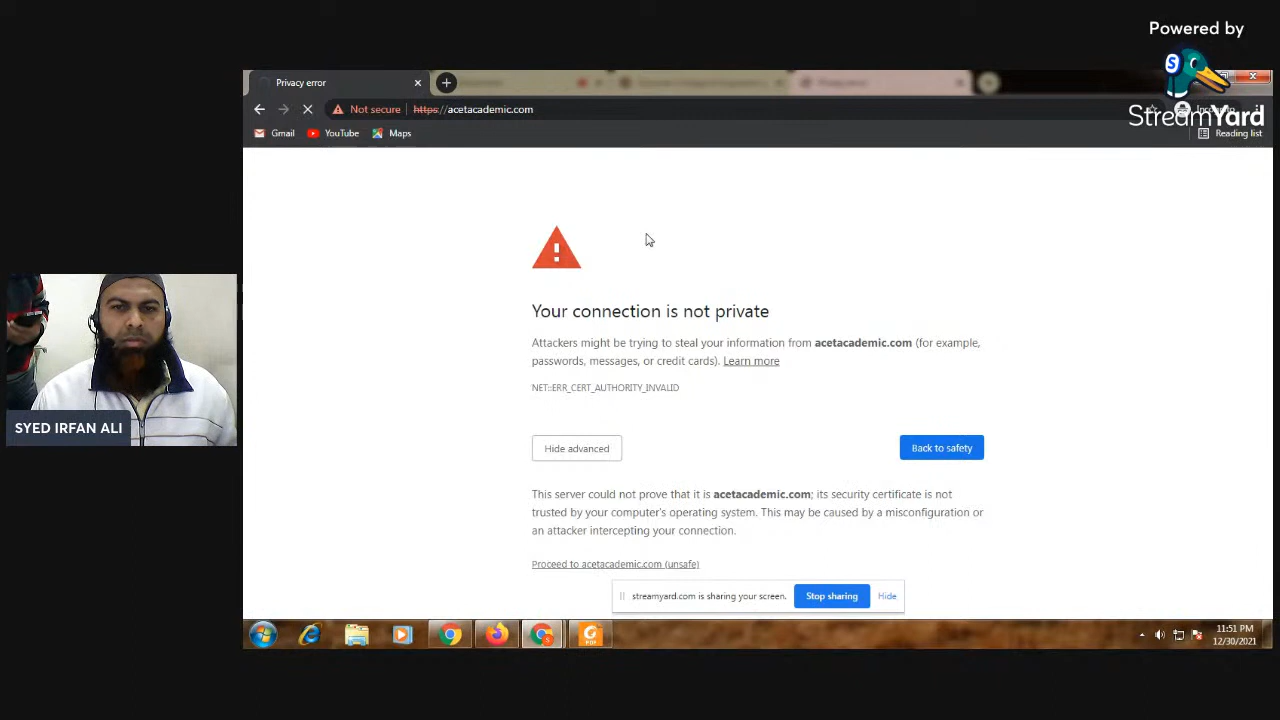 Powered by
StreamYard
Privacy error
Not secure
https://acetacademic.com
Gmail
YouTube
Maps
Reading list
Your connection is not private
Attackers might be trying to steal your information from acetacademic.com (for example,
passwords, messages, or credit cards). Learn more
NET::ERR_CERT_AUTHORITY_INVALID
Hide advanced
Back to safety
This server could not prove that it is acetacademic.com; its security certificate is not
trusted by your computer's operating system. This may be caused by a misconfiguration or
an attacker intercepting your connection.
Proceed to acetacademic.com (unsafe)
streamyard.com is sharing your screen.
Stop sharing
Hide
SYED IRFAN ALI
11:51 PM
12/30/2021